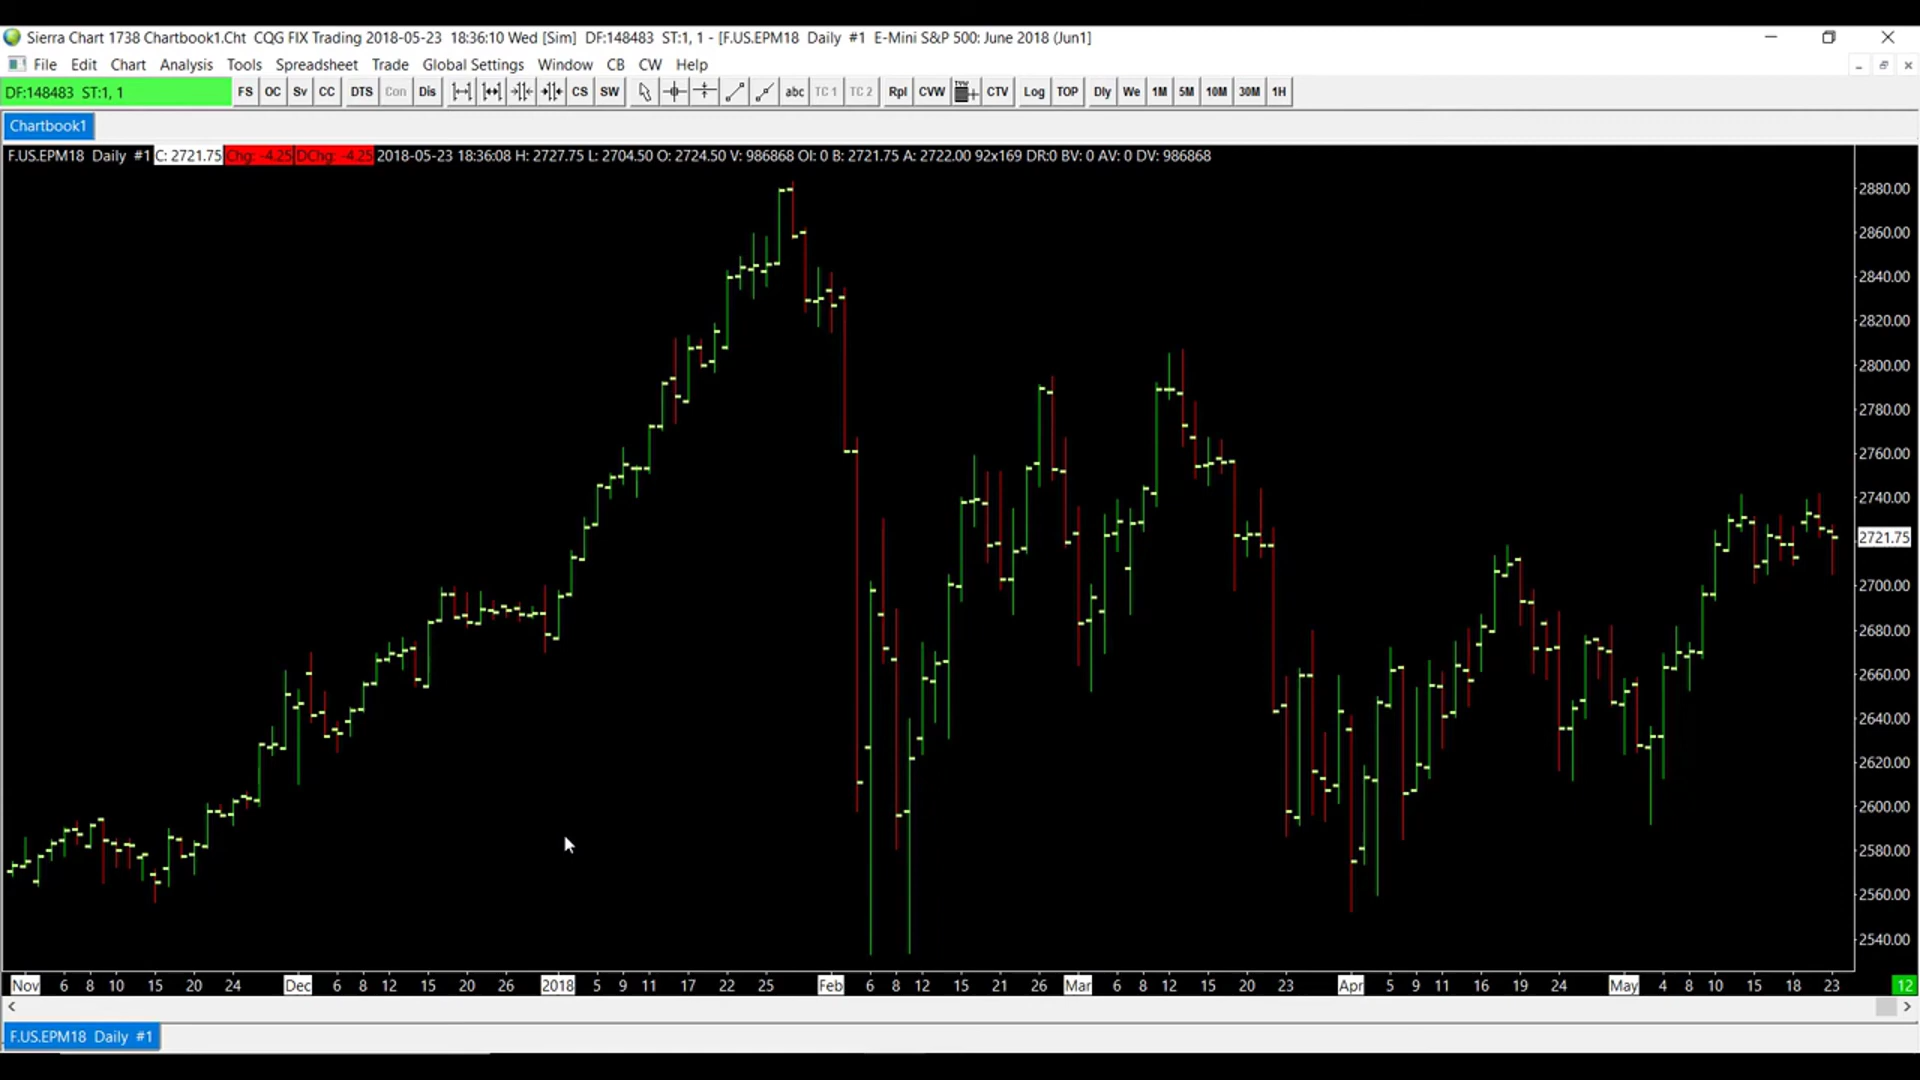 Sierra Chart 1738 Chartbook1.Cht  CQG FIX Trading 2018-05-23  18:36:10 Wed [Sim]  DF:148483  ST:1, 1 - [F.US.EPM18  Daily  #1  E-Mini S&P 500: June 2018 (Jun1]
File Edit Chart Analysis Tools Spreadsheet Trade Global Settings Window CB CW Help
DF:148483  ST:1, 1 FS OC Sv CC DTS Con Dis CS SW abc TC 1 TC 2 Rpl CVW CTV Log TOP Dly We 1M 5M 10M 30M 1H
Chartbook1
F.US.EPM18  Daily  #1 C: 2721.75 Chg: -4.25 DChg: -4.25 2018-05-23 18:36:08 H: 2727.75 L: 2704.50 O: 2724.50 V: 986868 OI: 0 B: 2721.75 A: 2722.00 92x169 DR:0 BV: 0 AV: 0 DV: 986868
2880.00
2860.00
2840.00
2820.00
2800.00
2780.00
2760.00
2740.00
2721.75
2700.00
2680.00
2660.00
2640.00
2620.00
2600.00
2580.00
2560.00
2540.00
Nov 6 8 10 15 20 24 Dec 6 8 12 15 20 26 2018 5 9 11 17 22 25 Feb 6 8 12 15 21 26 Mar 6 8 12 15 20 23 Apr 5 9 11 16 19 24 May 4 8 10 15 18 23 12
F.US.EPM18  Daily  #1